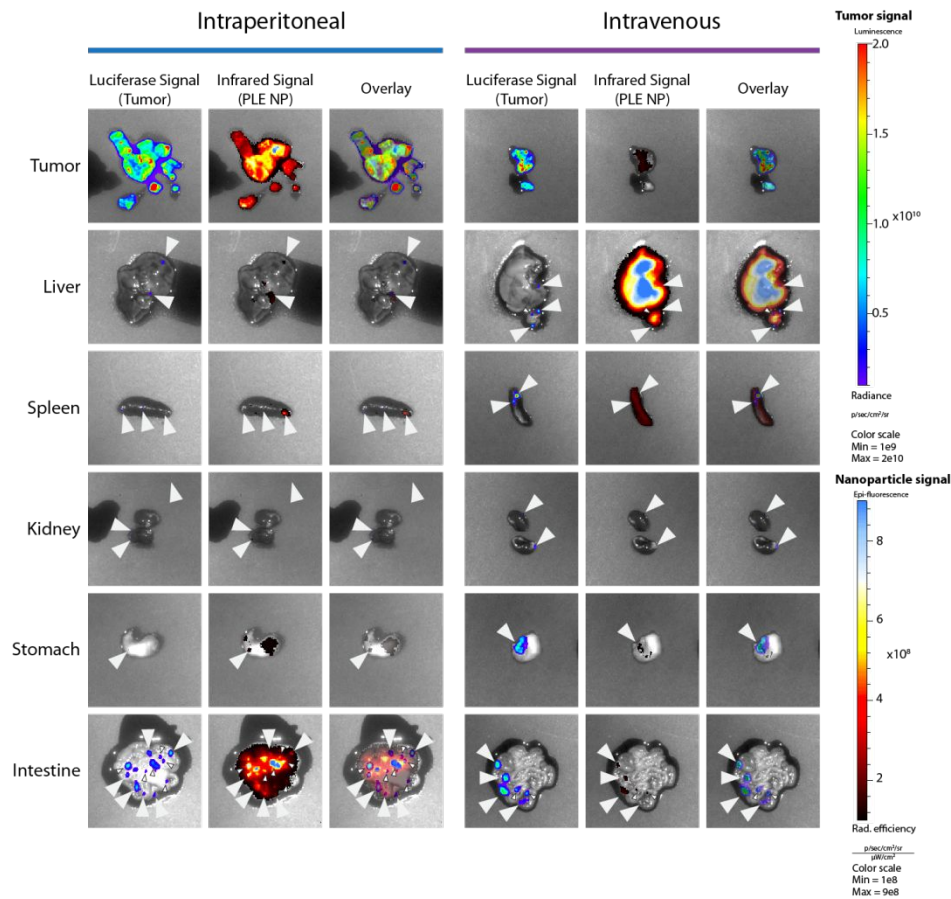 Intraperitoneal
Intravenous
Luciferase Signal
(Tumor)
Infrared Signal
(PLE NP)
Overlay
Luciferase Signal
(Tumor)
Infrared Signal
(PLE NP)
Overlay
Tumor
Liver
Spleen
Kidney
Stomach
Intestine
Tumor signal
Luminescence
2.0
1.5
1.0
x10¹⁰
0.5
Radiance
p/sec/cm²/sr
Color scale
Min = 1e9
Max = 2e10
Nanoparticle signal
Epi-fluorescence
8
6
x10⁸
4
2
Rad. efficiency
p/sec/cm²/sr
µW/cm²
Color scale
Min = 1e8
Max = 9e8